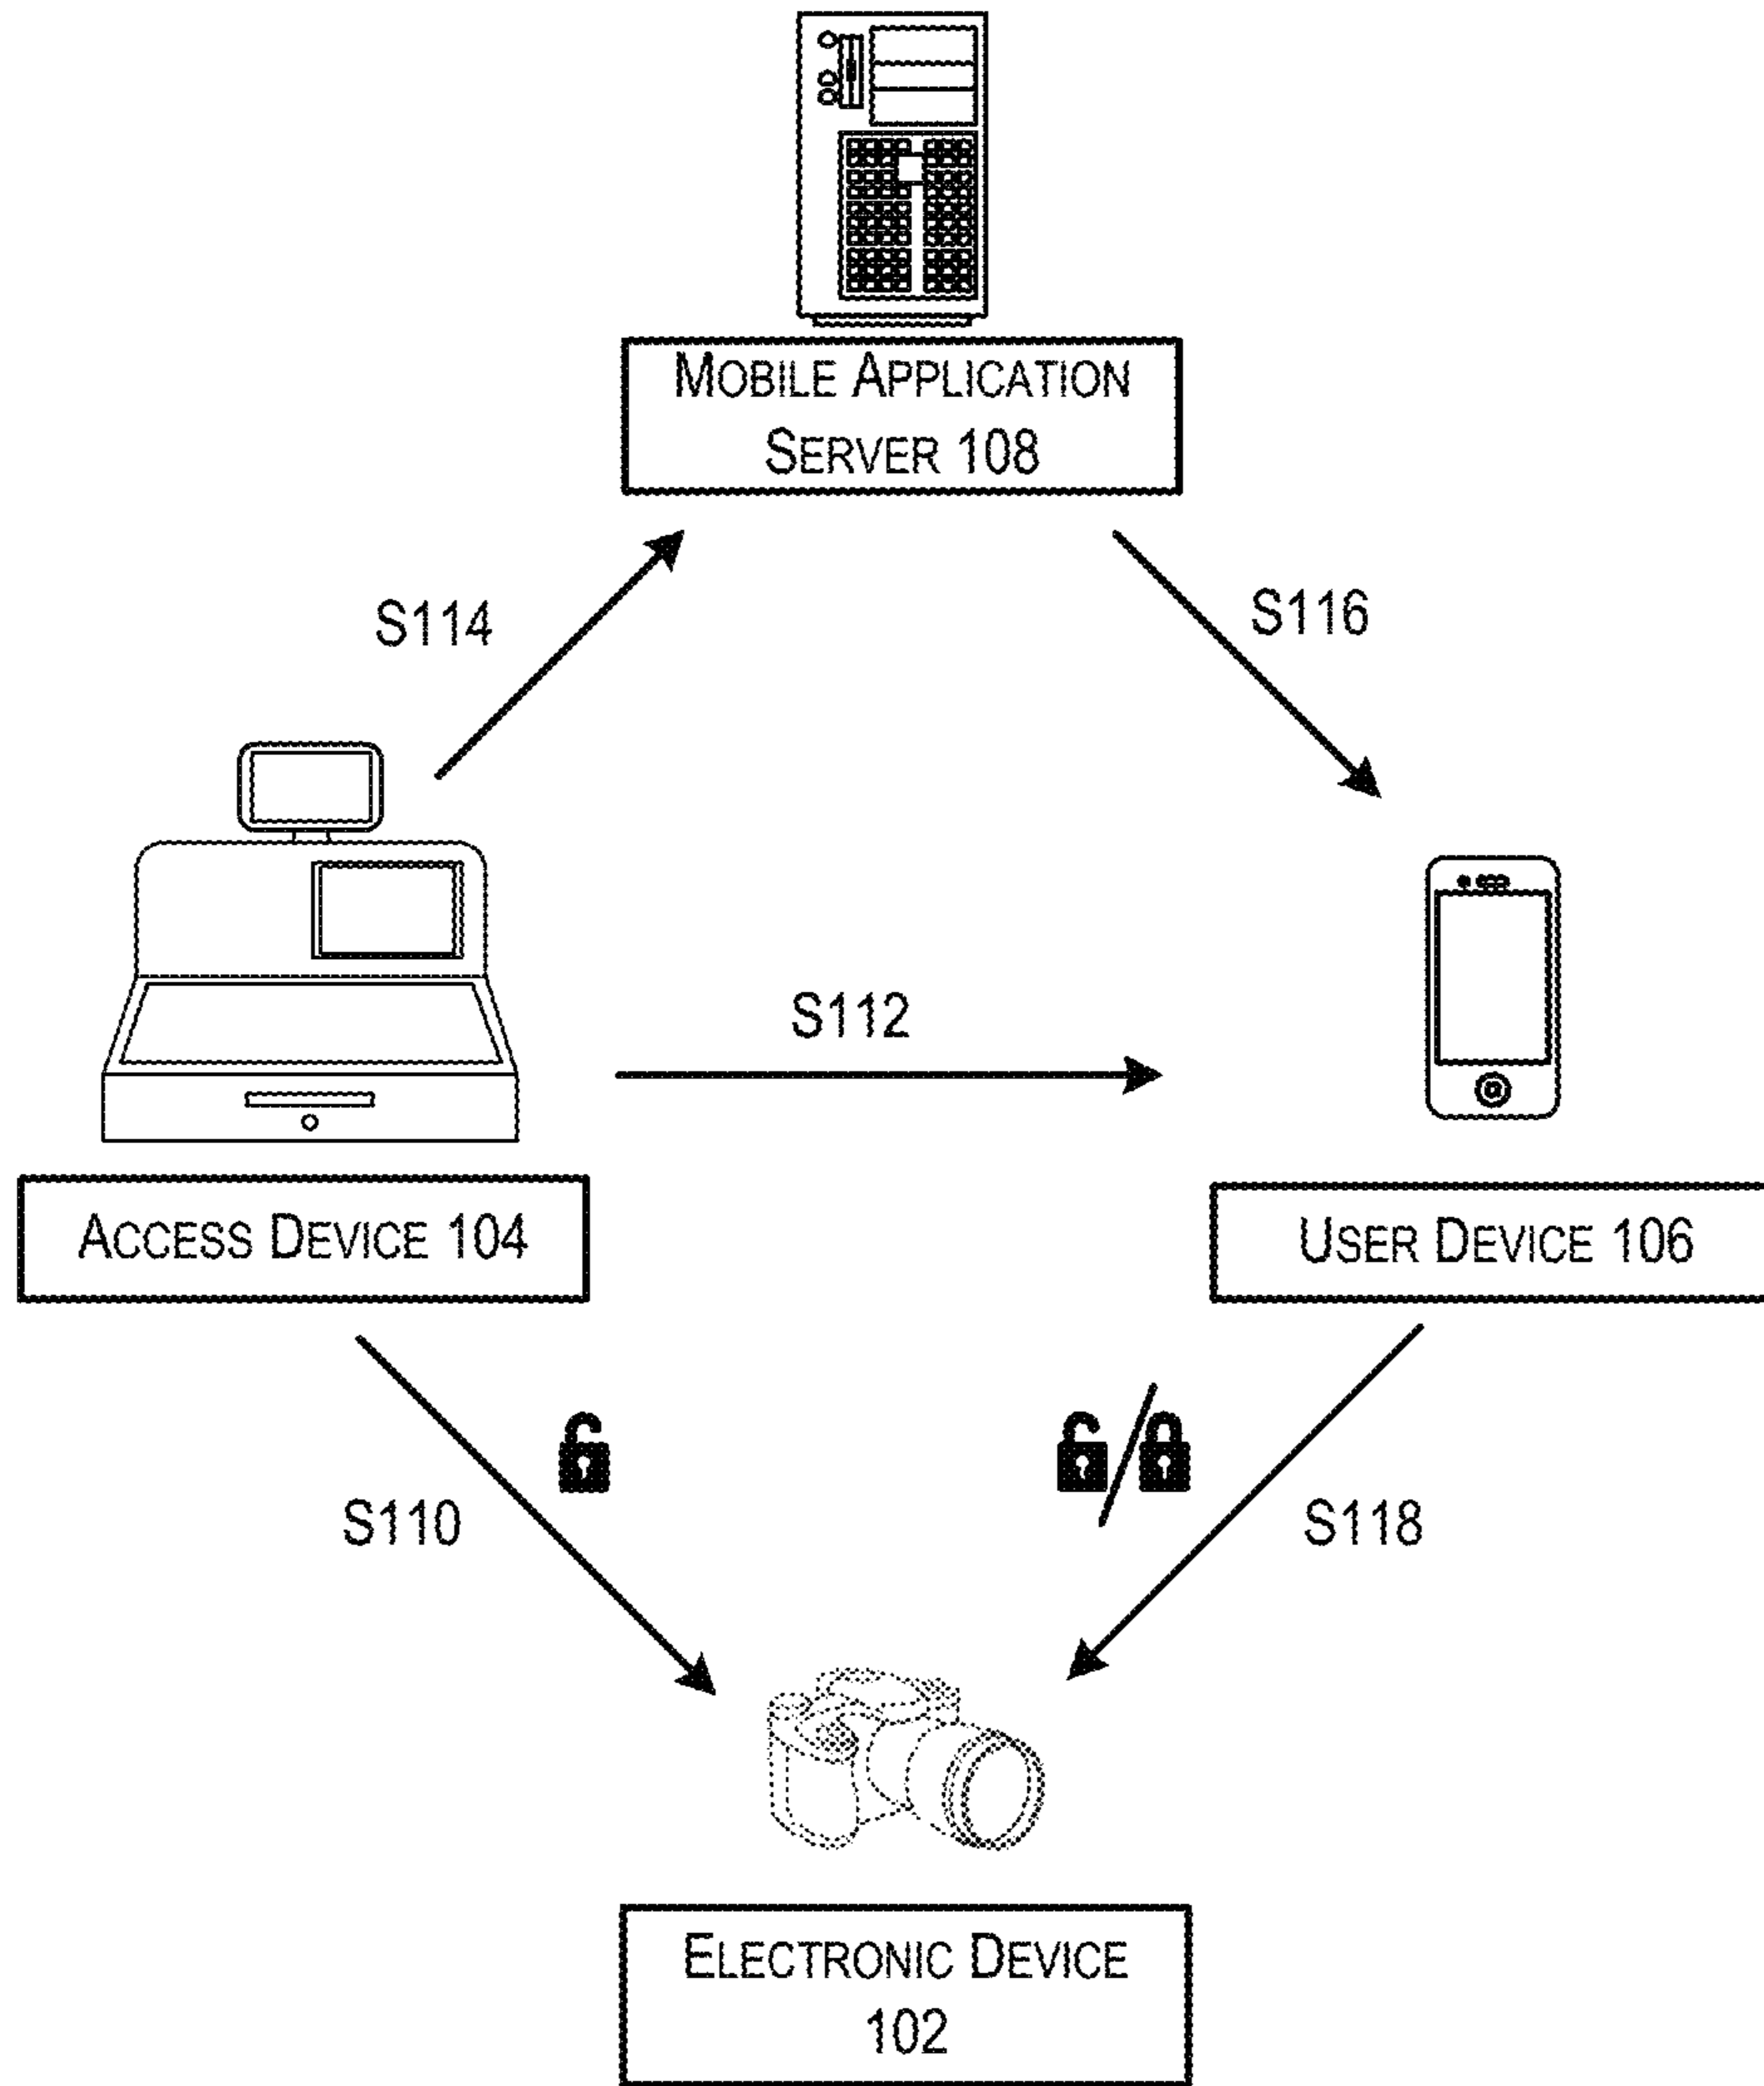 MOBILE APPLICATION
SERVER 108
S114
S116
S112
ACCESS DEVICE 104
USER DEVICE 106
S110
S118
ELECTRONIC DEVICE
102